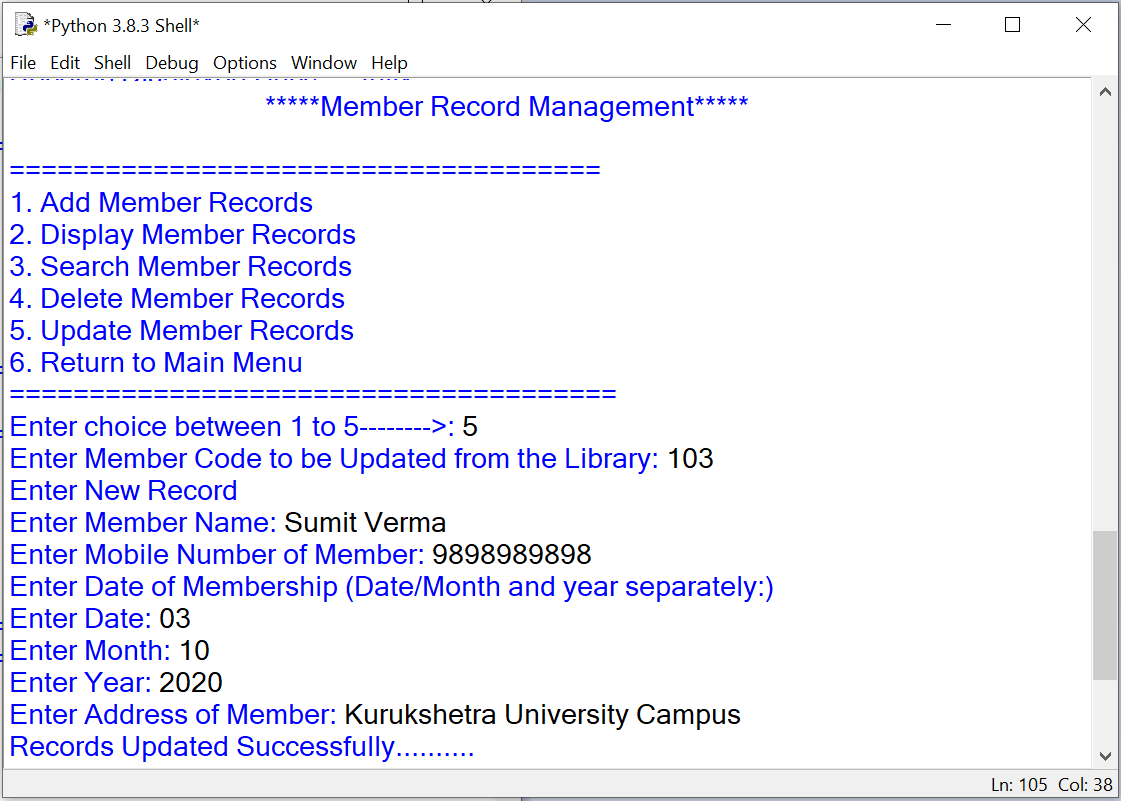 *Python 3.8.3 Shell*
File Edit Shell Debug Options Window Help
*****Member Record Management*****
=====================================
1. Add Member Records
2. Display Member Records
3. Search Member Records
4. Delete Member Records
5. Update Member Records
6. Return to Main Menu
======================================
Enter choice between 1 to 5-------->: 5
Enter Member Code to be Updated from the Library: 103
Enter New Record
Enter Member Name: Sumit Verma
Enter Mobile Number of Member: 9898989898
Enter Date of Membership (Date/Month and year separately:)
Enter Date: 03
Enter Month: 10
Enter Year: 2020
Enter Address of Member: Kurukshetra University Campus
Records Updated Successfully..........
Ln: 105 Col: 38